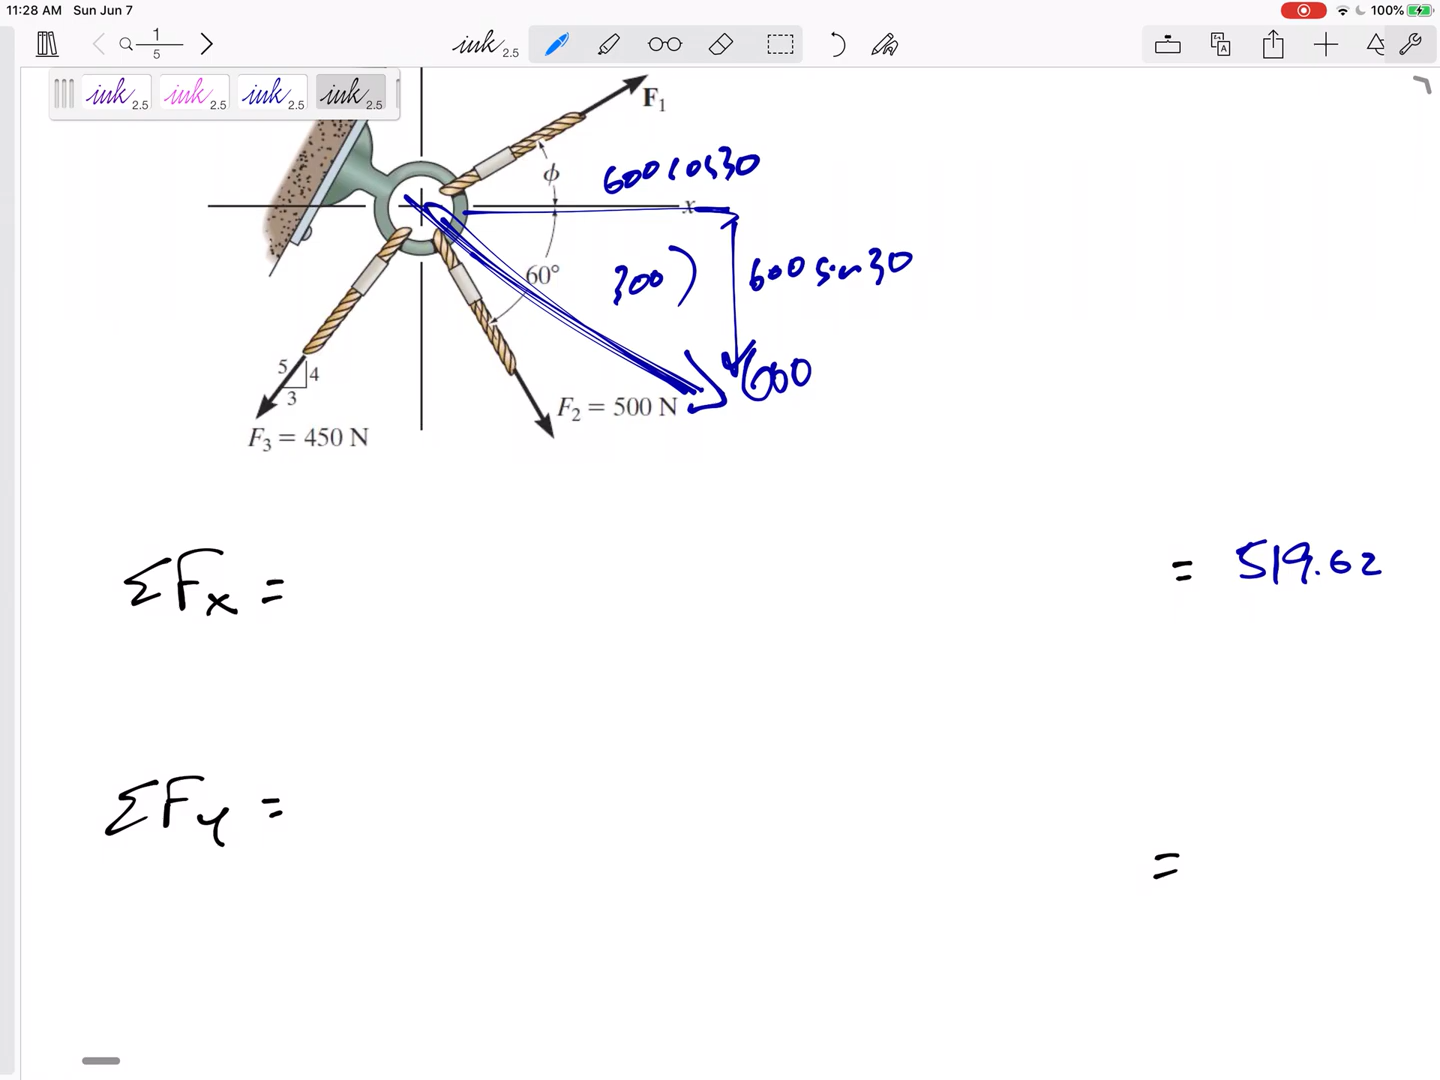 11:28 AM Sun Jun 7
100%
1
5
ink 2.5
ink 2.5
ink 2.5
ink 2.5
ink 2.5
F1
ϕ
600 cos30
x
60°
300
600 sin 30
600
5
4
3
F2 = 500 N
F3 = 450 N
ΣFx =
= 519.62
ΣFy =
=